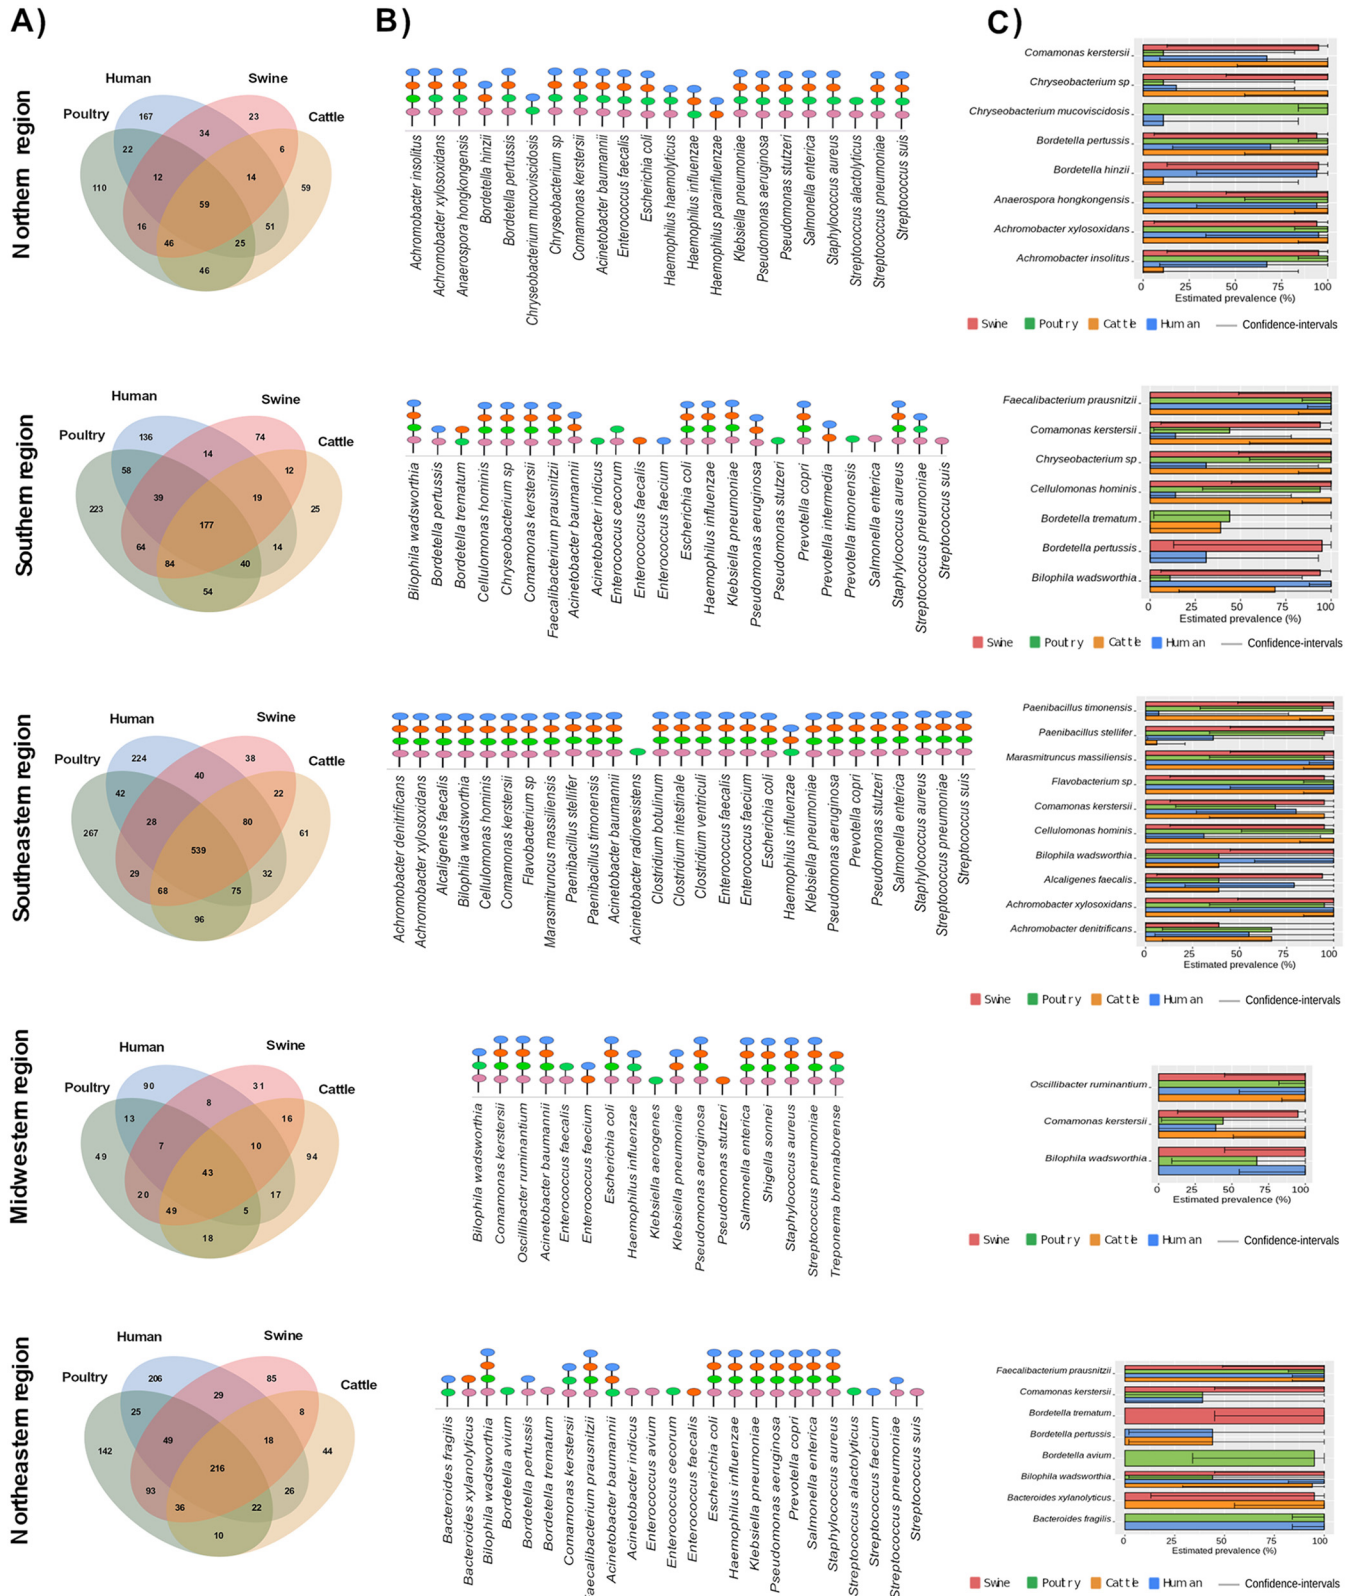 A)
B)
C)
Northern region
Human
Swine
Poultry
Cattle
167
23
34
6
22
12
14
110
59
59
16
51
46
25
46
Achromobacter insolitus
Achromobacter xylosoxidans
Anaerospora hongkongensis
Bordetella hinzii
Bordetella pertussis
Chryseobacterium mucoviscidosis
Chryseobacterium sp
Comamonas kerstersii
Acinetobacter baumannii
Enterococcus faecalis
Escherichia coli
Haemophilus haemolyticus
Haemophilus influenzae
Haemophilus parainfluenzae
Klebsiella pneumoniae
Pseudomonas aeruginosa
Pseudomonas stutzeri
Salmonella enterica
Staphylococcus aureus
Streptococcus alactolyticus
Streptococcus pneumoniae
Streptococcus suis
Comamonas kerstersii
Chryseobacterium sp
Chryseobacterium mucoviscidosis
Bordetella pertussis
Bordetella hinzii
Anaerospora hongkongensis
Achromobacter xylosoxidans
Achromobacter insolitus
0 25 50 75 100
Estimated prevalence (%)
Swine Poultry Cattle Human Confidence-intervals
Southern region
Human
Swine
Poultry
Cattle
136
74
14
12
58
39
19
223
177
25
64
14
84
40
54
Bilophila wadsworthia
Bordetella pertussis
Bordetella trematum
Cellulomonas hominis
Chryseobacterium sp
Comamonas kerstersii
Faecalibacterium prausnitzii
Acinetobacter baumannii
Acinetobacter indicus
Enterococcus cecorum
Enterococcus faecalis
Enterococcus faecium
Escherichia coli
Haemophilus influenzae
Klebsiella pneumoniae
Pseudomonas aeruginosa
Pseudomonas stutzeri
Prevotella copri
Prevotella intermedia
Prevotella timonensis
Salmonella enterica
Staphylococcus aureus
Streptococcus pneumoniae
Streptococcus suis
Faecalibacterium prausnitzii
Comamonas kerstersii
Chryseobacterium sp
Cellulomonas hominis
Bordetella trematum
Bordetella pertussis
Bilophila wadsworthia
0 25 50 75 100
Estimated prevalence (%)
Swine Poultry Cattle Human Confidence-intervals
Southeastern region
Human
Swine
Poultry
Cattle
224
38
40
22
42
28
80
267
539
61
29
32
68
75
96
Achromobacter denitrificans
Achromobacter xylosoxidans
Alcaligenes faecalis
Bilophila wadsworthia
Cellulomonas hominis
Comamonas kerstersii
Flavobacterium sp
Marasmitruncus massiliensis
Paenibacillus stellifer
Paenibacillus timonensis
Acinetobacter baumannii
Acinetobacter radioresistens
Clostridium botulinum
Clostridium intestinale
Clostridium ventriculi
Enterococcus faecalis
Enterococcus faecium
Escherichia coli
Haemophilus influenzae
Klebsiella pneumoniae
Pseudomonas aeruginosa
Prevotella copri
Pseudomonas stutzeri
Salmonella enterica
Staphylococcus aureus
Streptococcus pneumoniae
Streptococcus suis
Paenibacillus timonensis
Paenibacillus stellifer
Marasmitruncus massiliensis
Flavobacterium sp
Comamonas kerstersii
Cellulomonas hominis
Bilophila wadsworthia
Alcaligenes faecalis
Achromobacter xylosoxidans
Achromobacter denitrificans
0 25 50 75 100
Estimated prevalence (%)
Swine Poultry Cattle Human Confidence-intervals
Midwestern region
Human
Swine
Poultry
Cattle
90
31
8
16
13
7
10
49
43
94
20
17
49
5
18
Bilophila wadsworthia
Comamonas kerstersii
Oscillibacter ruminantium
Acinetobacter baumannii
Enterococcus faecalis
Enterococcus faecium
Escherichia coli
Haemophilus influenzae
Klebsiella aerogenes
Klebsiella pneumoniae
Pseudomonas aeruginosa
Pseudomonas stutzeri
Salmonella enterica
Shigella sonnei
Staphylococcus aureus
Streptococcus pneumoniae
Treponema brennaborense
Oscillibacter ruminantium
Comamonas kerstersii
Bilophila wadsworthia
0 25 50 75 100
Estimated prevalence (%)
Swine Poultry Cattle Human Confidence-intervals
Northeastern region
Human
Swine
Poultry
Cattle
206
85
29
8
25
49
18
142
216
44
93
26
36
22
10
Bacteroides fragilis
Bacteroides xylanolyticus
Bilophila wadsworthia
Bordetella avium
Bordetella pertussis
Bordetella trematum
Comamonas kerstersii
aecalibacterium prausnitzii
Acinetobacter baumannii
Acinetobacter indicus
Enterococcus avium
Enterococcus cecorum
Enterococcus faecalis
Escherichia coli
Haemophilus influenzae
Klebsiella pneumoniae
Pseudomonas aeruginosa
Prevotella copri
Salmonella enterica
Staphylococcus aureus
Streptococcus alactolyticus
Streptococcus faecium
Streptococcus pneumoniae
Streptococcus suis
Faecalibacterium prausnitzii
Comamonas kerstersii
Bordetella trematum
Bordetella pertussis
Bordetella avium
Bilophila wadsworthia
Bacteroides xylanolyticus
Bacteroides fragilis
0 25 50 75 100
Estimated prevalence (%)
Swine Poultry Cattle Human Confidence-intervals